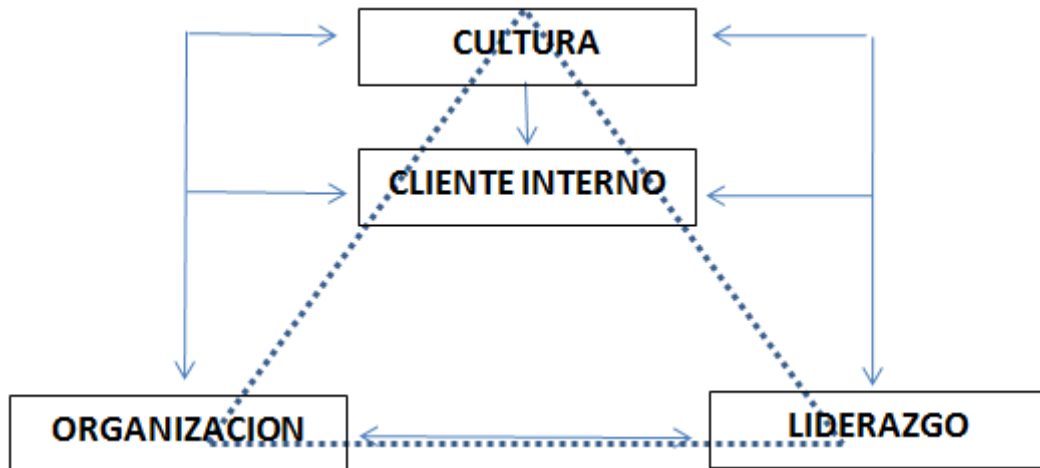 CULTURA
CLIENTE INTERNO
ORGANIZACION
LIDERAZGO